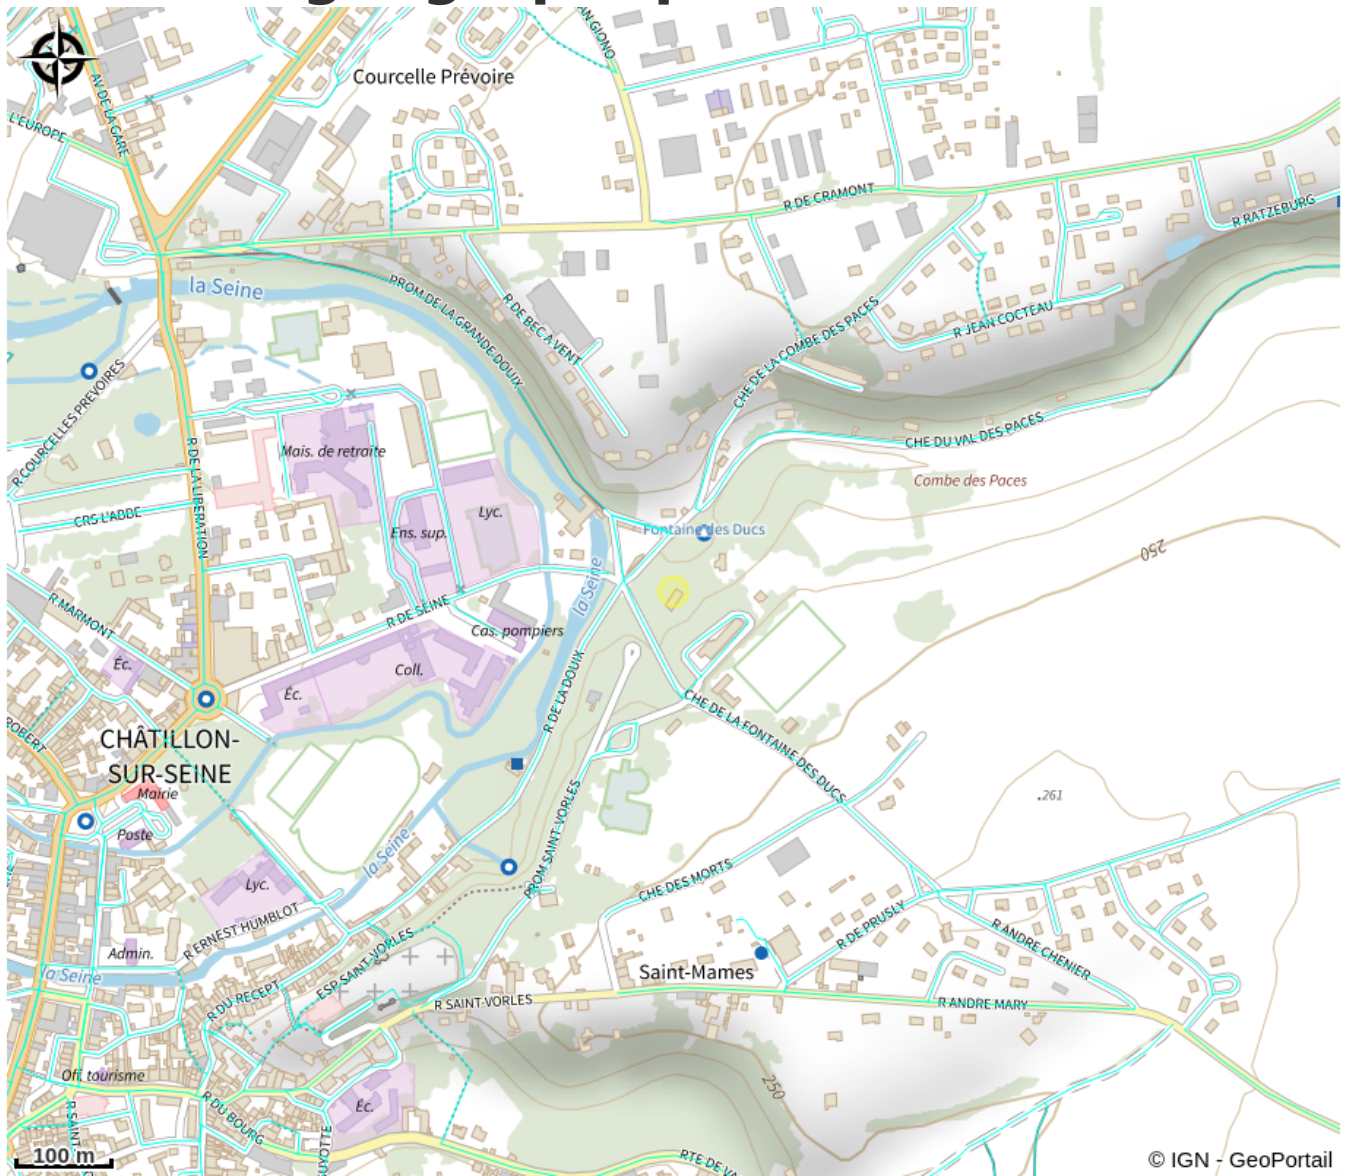 Courcelle Prévoire
AV DE LA GARE
L'EUROPE
R DE CRAMONT
R RATZEBURG
la Seine
PROM DE LA GRANDE DOUIX
R DE BEC A VENT
R JEAN COCTEAU
CHE DE LA COMBE DES PACES
R COURCELLES PREVOIRES
CHE DU VAL DES PACES
Mais. de retraite
Combe des Paces
R DE LA LIBERATION
CRS L'ABBE
Lyc.
Ens. sup.
Fontaine des Ducs
250
la Seine
R MARMONT
R DE SEINE
Cas. pompiers
Éc.
Coll.
Éc.
R DE LA DOUIX
CHE DE LA FONTAINE DES DUCS
ROBERT
CHÂTILLON-
SUR-SEINE
Mairie
261
Poste
la Seine
PROM SAINT-VORLES
CHE DES MORTS
Lyc.
R ERNEST HUMBLOT
R DE PRUSLY
R ANDRE CHENIER
Admin.
ESP SAINT-VORLES
la Seine
Saint-Mames
R DU RECEPT
R SAINT-VORLES
R ANDRE MARY
Off. tourisme
250
R DU BOURG
Éc.
R SAINT
100 m
© IGN - GeoPortail